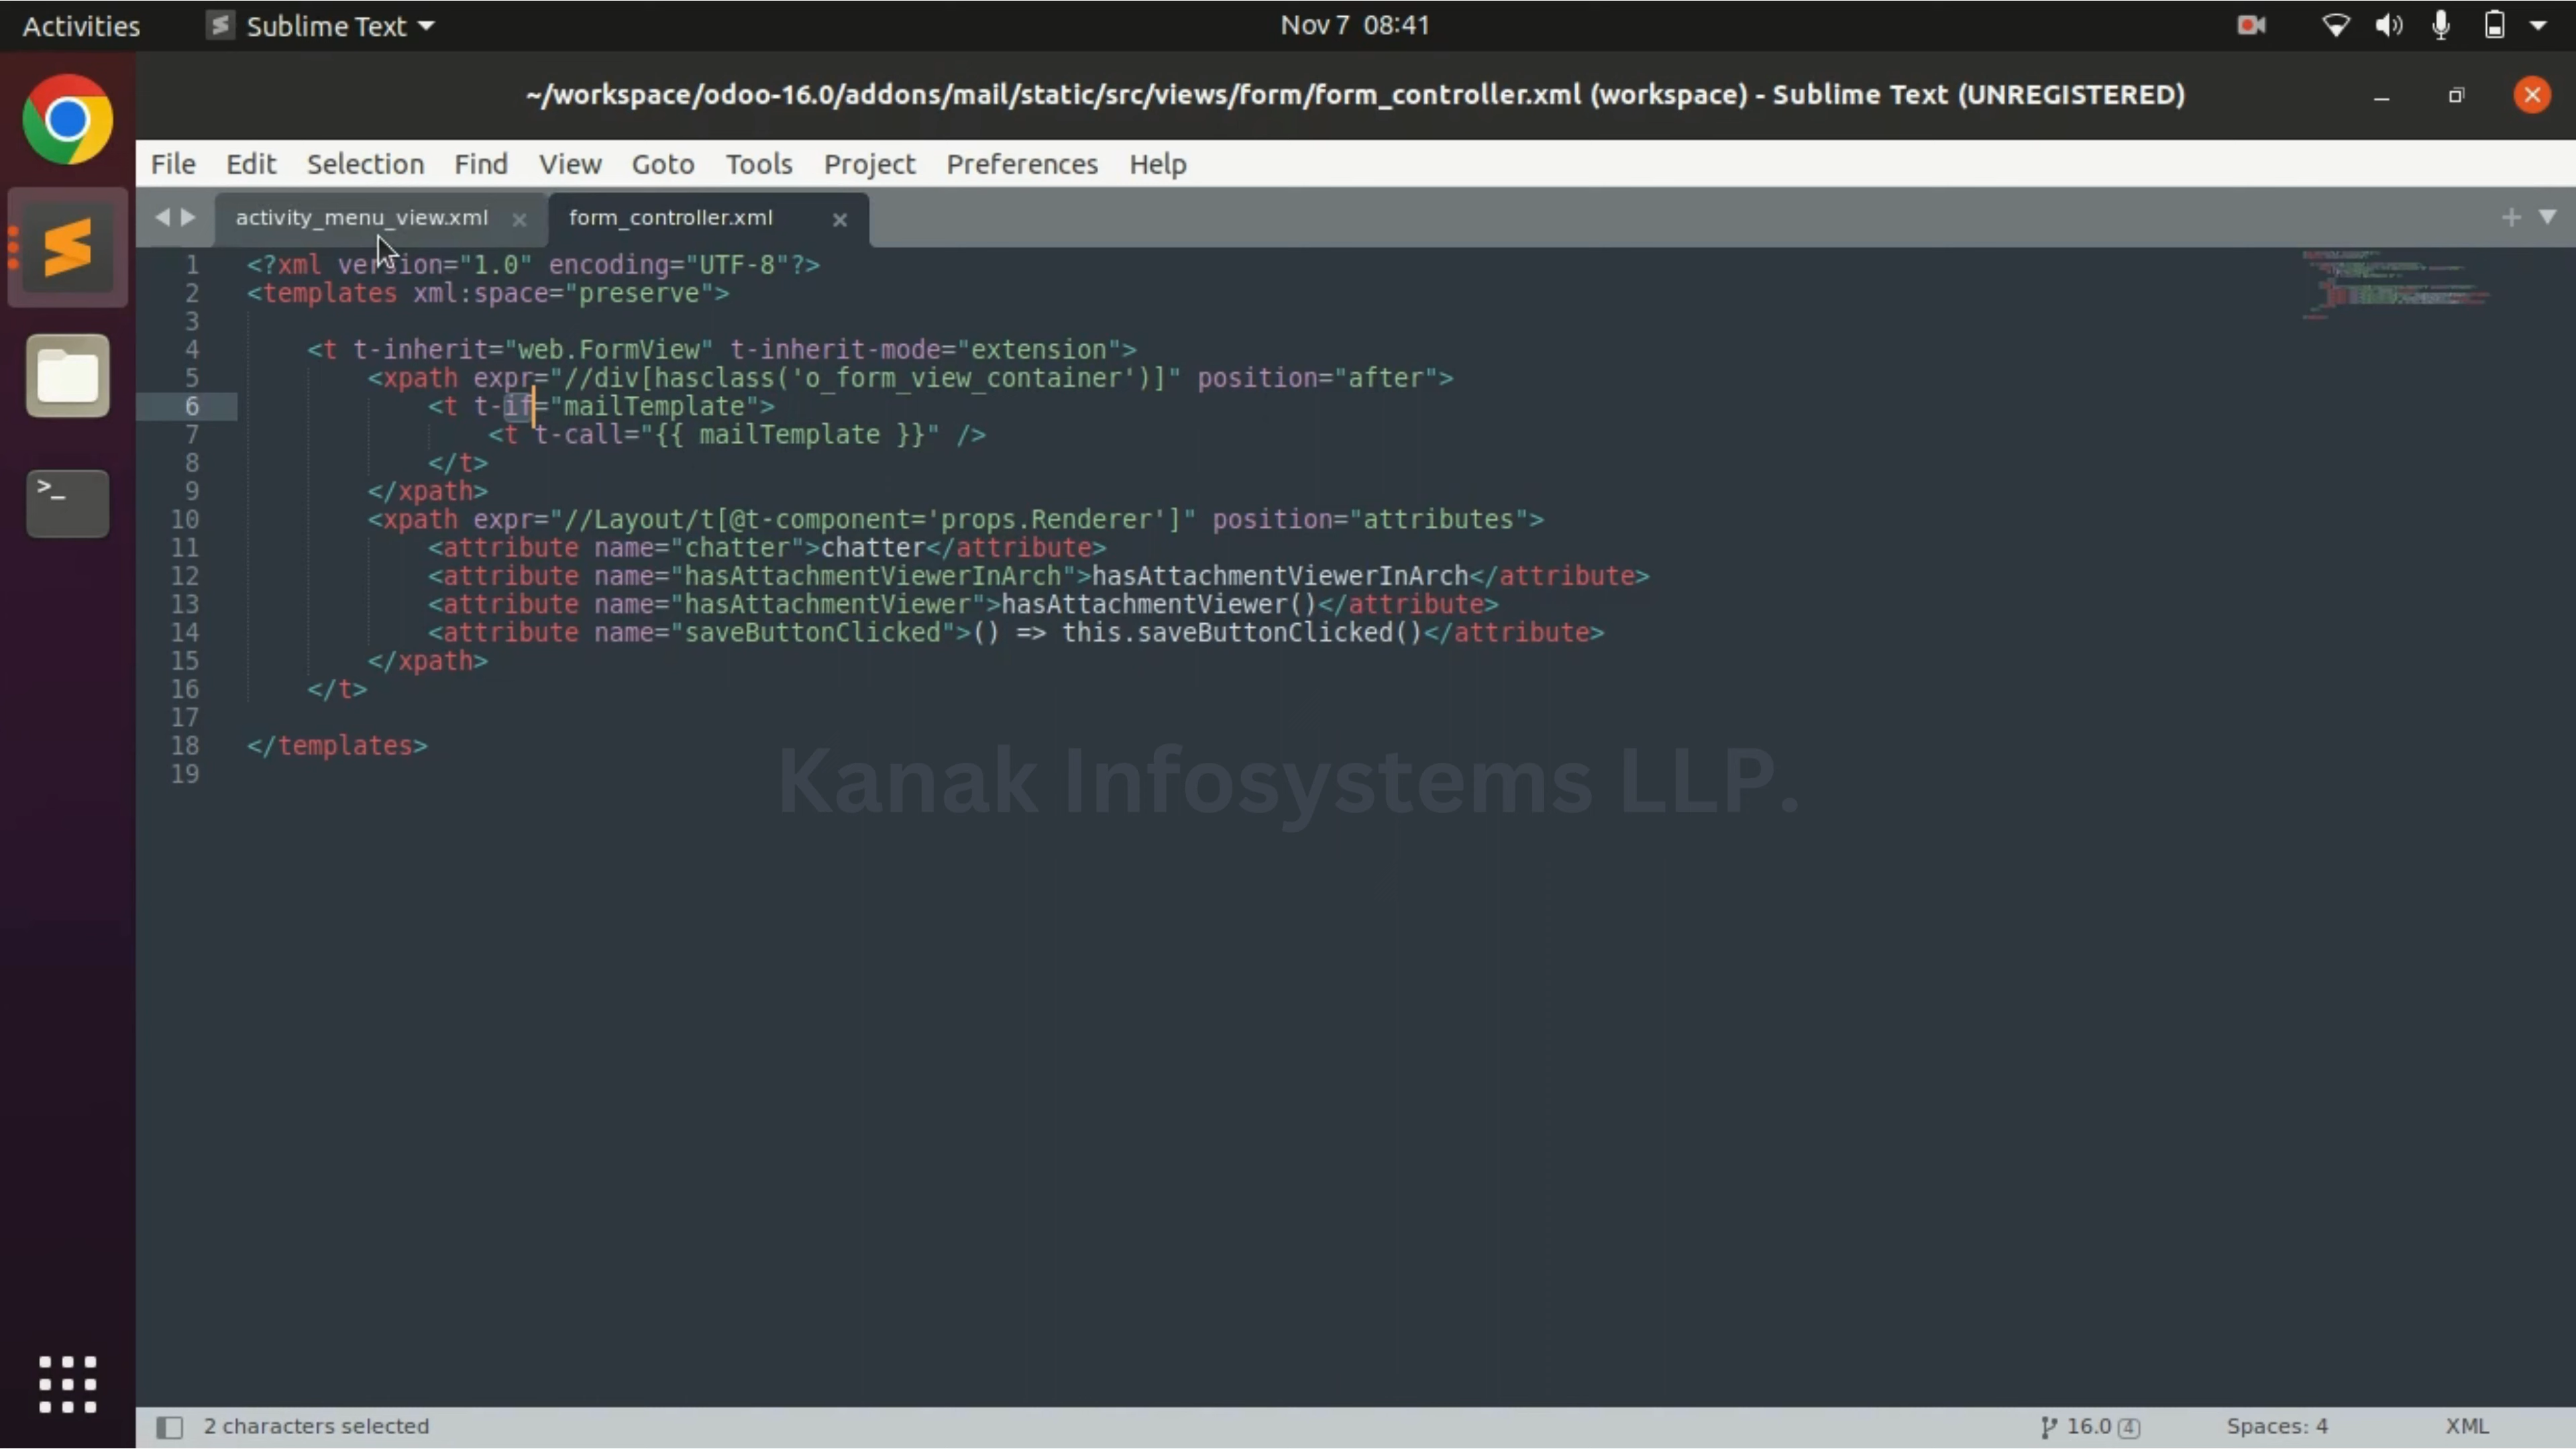 Activities Sublime Text Nov 7 08:41
~/workspace/odoo-16.0/addons/mail/static/src/views/form/form_controller.xml (workspace) - Sublime Text (UNREGISTERED)
File Edit Selection Find View Goto Tools Project Preferences Help
activity_menu_view.xml form_controller.xml
1 <?xml version="1.0" encoding="UTF-8"?>
2 <templates xml:space="preserve">
3
4 <t t-inherit="web.FormView" t-inherit-mode="extension">
5 <xpath expr="//div[hasclass('o_form_view_container')]" position="after">
6 <t t-if="mailTemplate">
7 <t t-call="{{ mailTemplate }}" />
8 </t>
9 </xpath>
10 <xpath expr="//Layout/t[@t-component='props.Renderer']" position="attributes">
11 <attribute name="chatter">chatter</attribute>
12 <attribute name="hasAttachmentViewerInArch">hasAttachmentViewerInArch</attribute>
13 <attribute name="hasAttachmentViewer">hasAttachmentViewer()</attribute>
14 <attribute name="saveButtonClicked">() => this.saveButtonClicked()</attribute>
15 </xpath>
16 </t>
17
18 </templates>
19
Kanak Infosystems LLP.
2 characters selected 16.0 4 Spaces: 4 XML